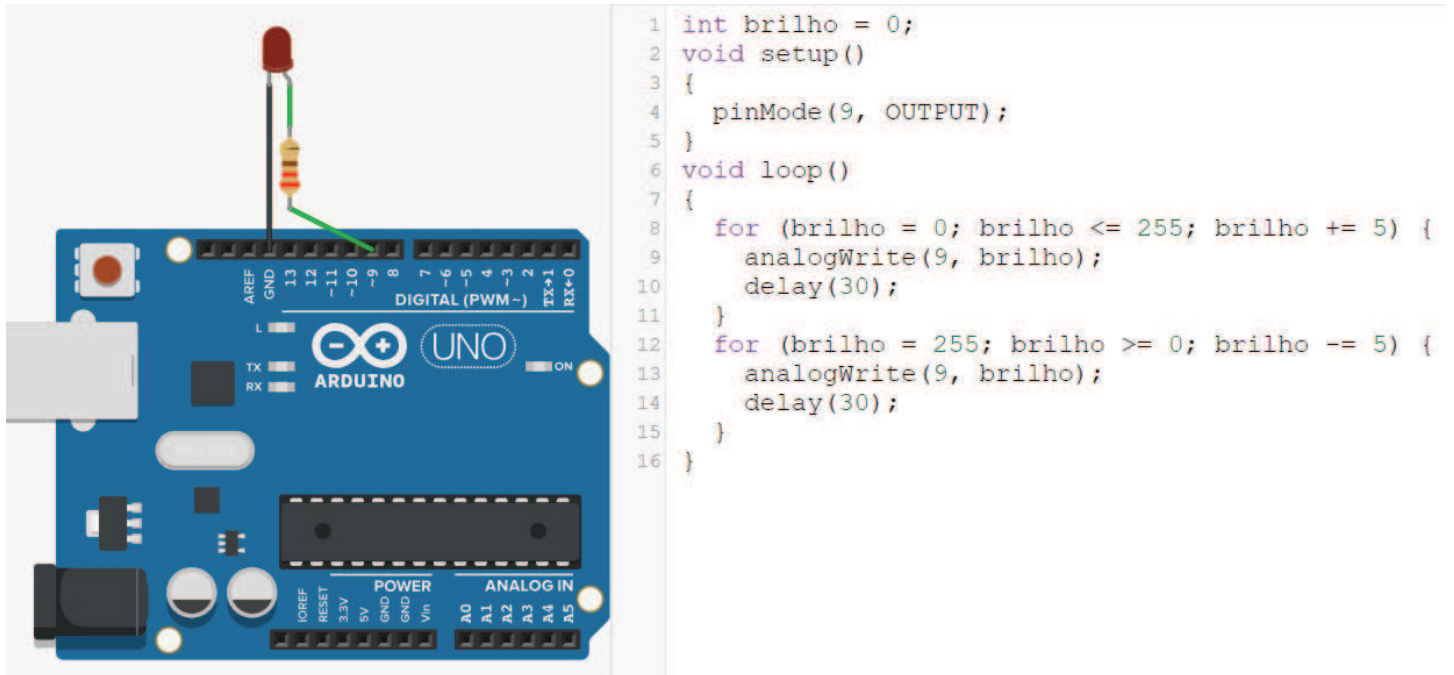 AREF
GND
13
12
~11
~10
~9
8
7
~6
~5
4
~3
2
TX→1
RX←0
DIGITAL (PWM~)
L
TX
RX
UNO
ARDUINO
ON
POWER
ANALOG IN
IOREF
RESET
3.3V
5V
GND
GND
Vin
A0
A1
A2
A3
A4
A5
1 int brilho = 0;
2 void setup()
3 {
4   pinMode(9, OUTPUT);
5 }
6 void loop()
7 {
8   for (brilho = 0; brilho <= 255; brilho += 5) {
9     analogWrite(9, brilho);
10     delay(30);
11   }
12   for (brilho = 255; brilho >= 0; brilho -= 5) {
13     analogWrite(9, brilho);
14     delay(30);
15   }
16 }